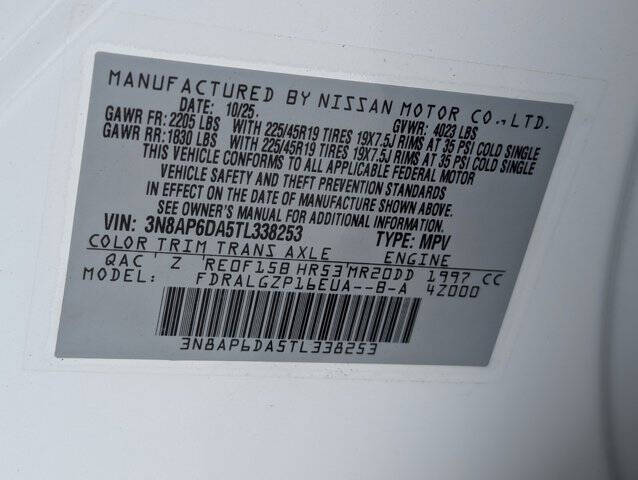 MANUFACTURED BY NISSAN MOTOR CO., LTD.
DATE: 10/25. GVWR: 4023 LBS
GAWR FR: 2205 LBS WITH 225/45R19 TIRES 19X7.5J RIMS AT 35 PSI COLD SINGLE
GAWR RR: 1830 LBS WITH 225/45R19 TIRES 19X7.5J RIMS AT 35 PSI COLD SINGLE
THIS VEHICLE CONFORMS TO ALL APPLICABLE FEDERAL MOTOR
VEHICLE SAFETY AND THEFT PREVENTION STANDARDS
IN EFFECT ON THE DATE OF MANUFACTURE SHOWN ABOVE.
SEE OWNER'S MANUAL FOR ADDITIONAL INFORMATION.
VIN: 3N8AP6DA5TL338253 TYPE: MPV
COLOR TRIM TRANS AXLE ENGINE
QAC' Z 'RE0F15B HR53'MR20DD 1997 CC
MODEL: FDRALGZP16EUA--B-A 42000
3N8AP6DA5TL338253